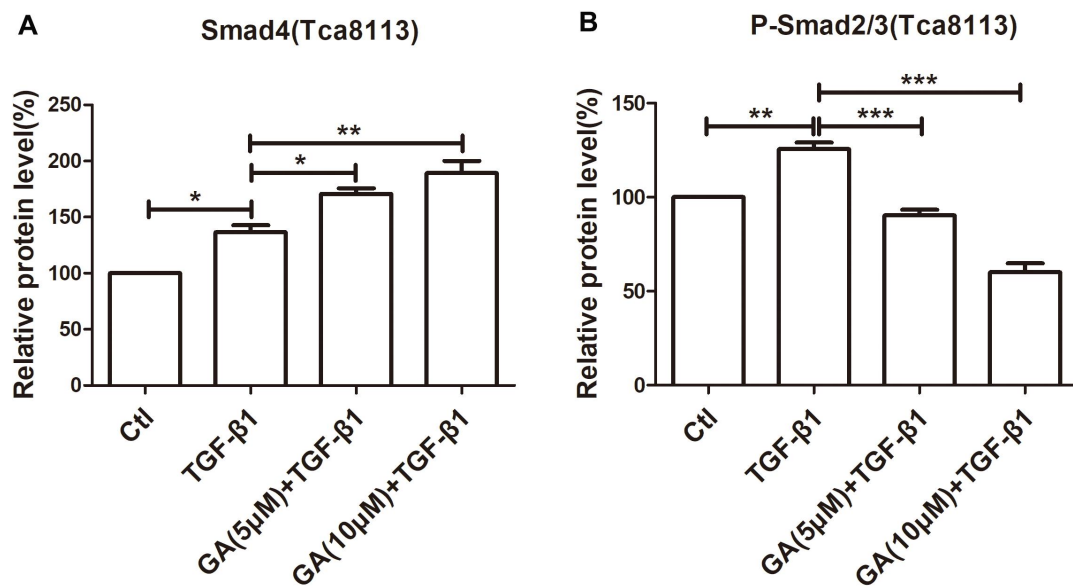 A
Smad4(Tca8113)
Relative protein level(%)
250
200
150
100
50
0
*
*
**
Ctl
TGF-β1
GA(5μM)+TGF-β1
GA(10μM)+TGF-β1
B
P-Smad2/3(Tca8113)
Relative protein level(%)
150
100
50
0
**
***
***
Ctl
TGF-β1
GA(5μM)+TGF-β1
GA(10μM)+TGF-β1